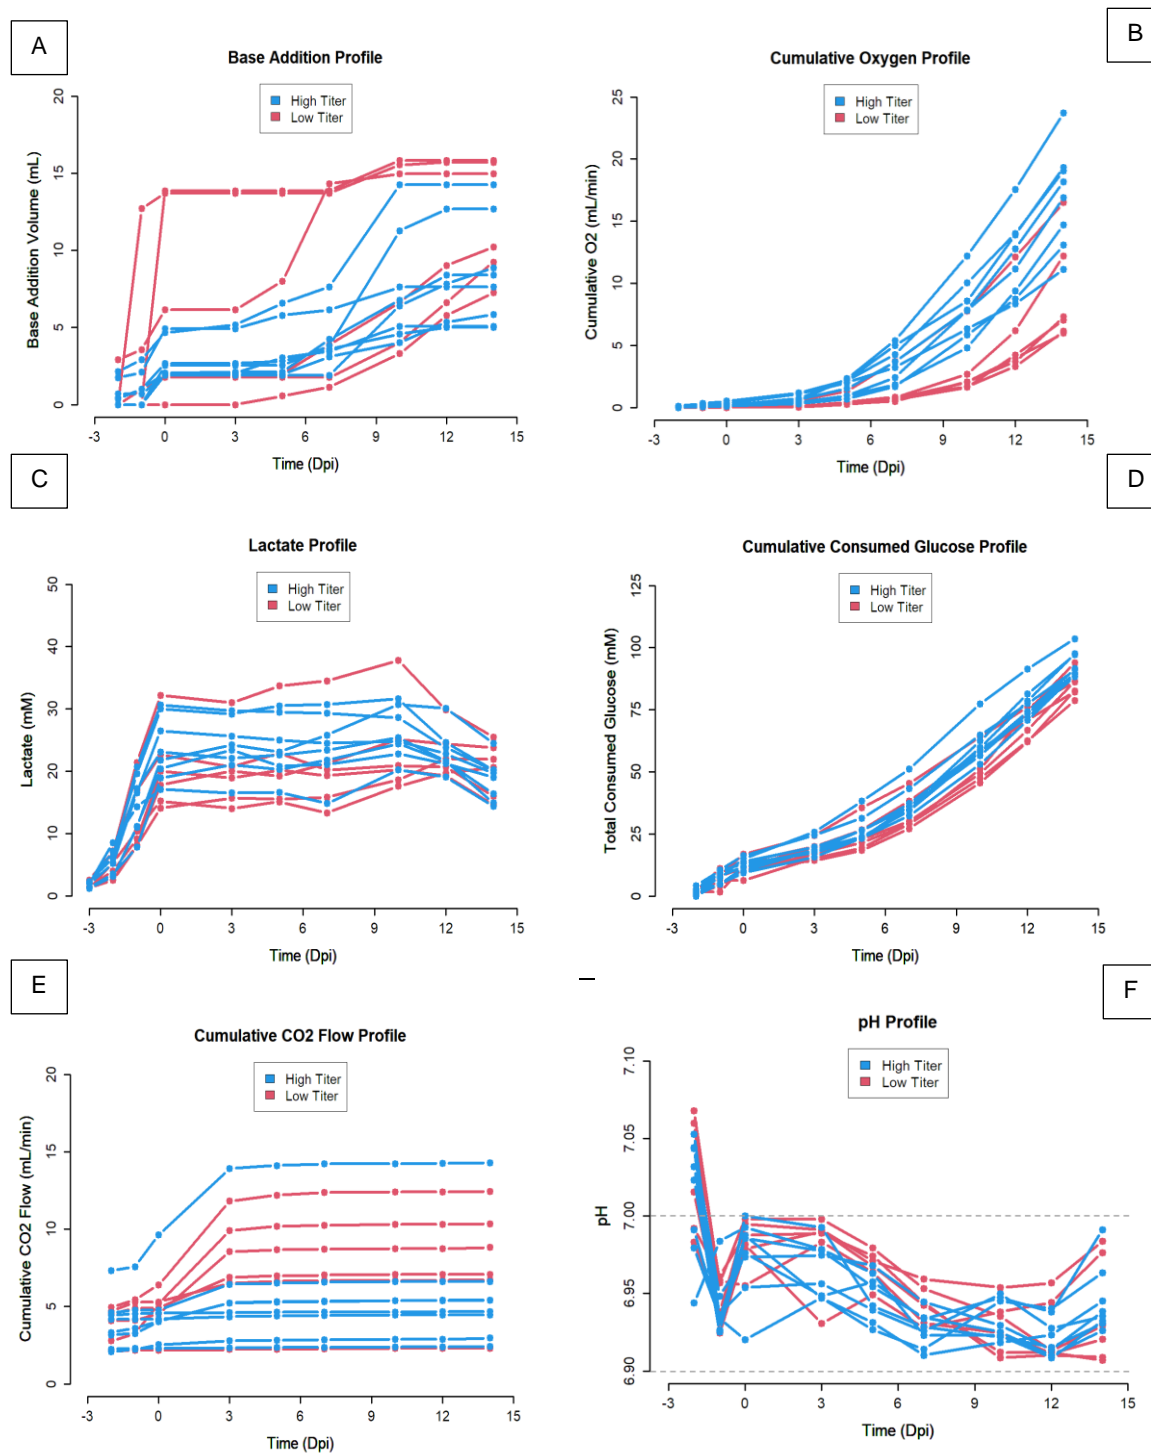 A
Base Addition Profile
High Titer
Low Titer
Base Addition Volume (mL)
20
15
10
5
0
-3 0 3 6 9 12 15
Time (Dpi)
B
Cumulative Oxygen Profile
High Titer
Low Titer
Cumulative O2 (mL/min)
25
20
15
10
5
0
-3 0 3 6 9 12 15
Time (Dpi)
C
Lactate Profile
High Titer
Low Titer
Lactate (mM)
50
40
30
20
10
0
-3 0 3 6 9 12 15
Time (Dpi)
D
Cumulative Consumed Glucose Profile
High Titer
Low Titer
Total Consumed Glucose (mM)
125
100
75
50
25
0
-3 0 3 6 9 12 15
Time (Dpi)
E
Cumulative CO2 Flow Profile
High Titer
Low Titer
Cumulative CO2 Flow (mL/min)
20
15
10
5
0
-3 0 3 6 9 12 15
Time (Dpi)
F
pH Profile
High Titer
Low Titer
pH
7.10
7.05
7.00
6.95
6.90
-3 0 3 6 9 12 15
Time (Dpi)